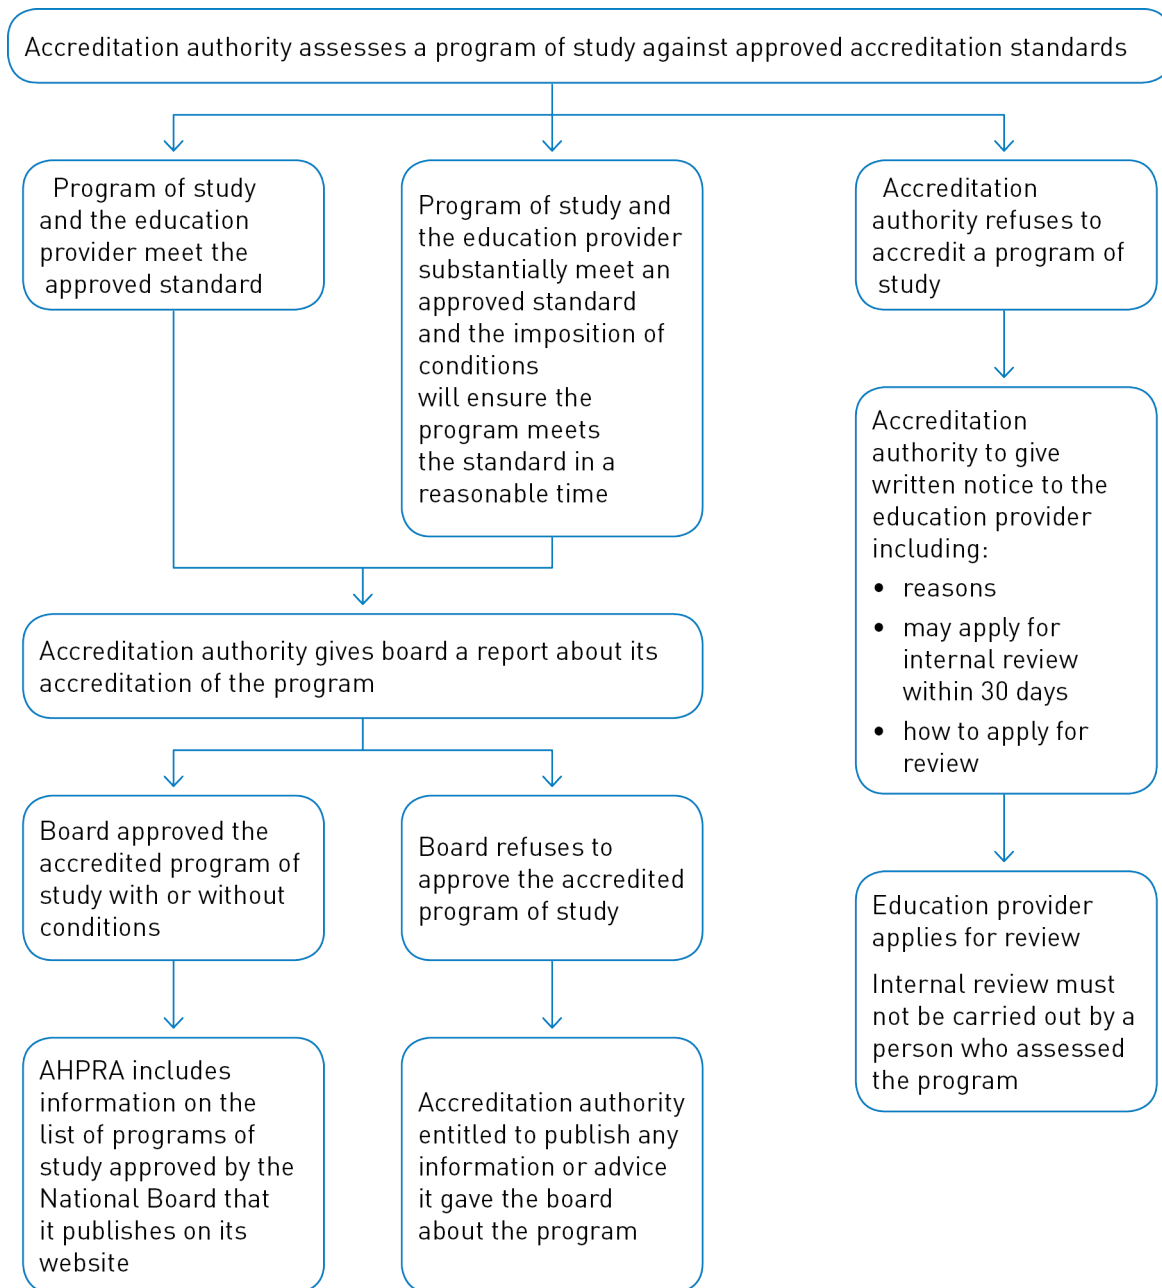 Accreditation authority assesses a program of study against approved accreditation standards
Program of study
and the education
provider meet the
approved standard
Program of study and
the education provider
substantially meet an
approved standard
and the imposition of
conditions
will ensure the
program meets
the standard in a
reasonable time
Accreditation
authority refuses to
accredit a program of
study
Accreditation
authority to give
written notice to the
education provider
including:
• reasons
• may apply for
internal review
within 30 days
• how to apply for
review
Accreditation authority gives board a report about its
accreditation of the program
Board approved the
accredited program of
study with or without
conditions
Board refuses to
approve the accredited
program of study
Education provider
applies for review
Internal review must
not be carried out by a
person who assessed
the program
AHPRA includes
information on the
list of programs of
study approved by the
National Board that
it publishes on its
website
Accreditation authority
entitled to publish any
information or advice
it gave the board
about the program